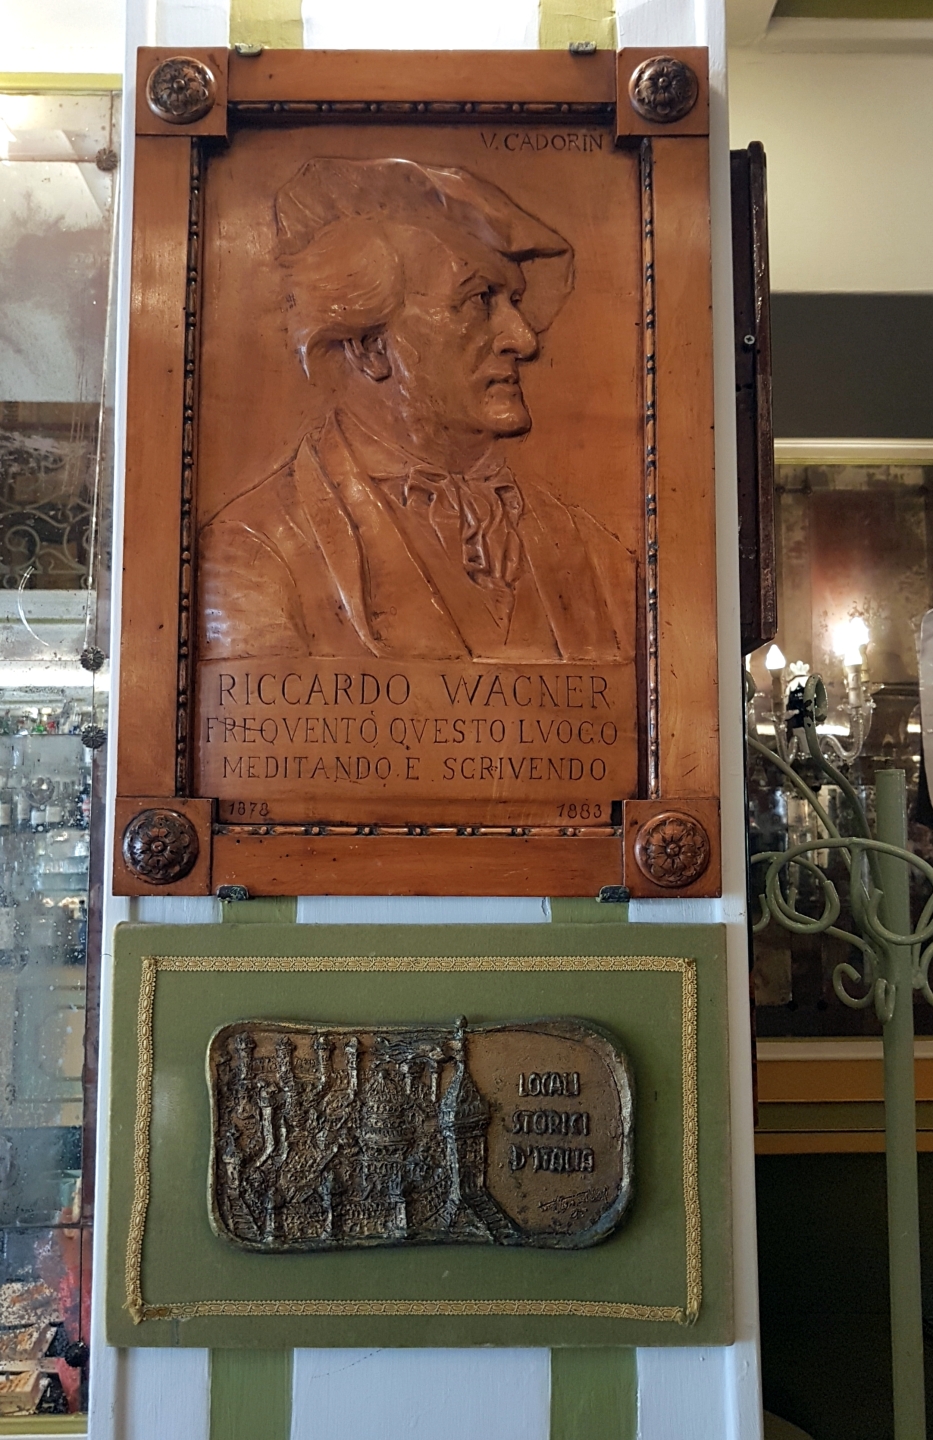 V. CADORIN
RICCARDO WAGNER
FREQVENTÒ QVESTO LVOGO
MEDITANDO E SCRIVENDO
1878 1883
LOCALI
STORICI
D'ITALIA